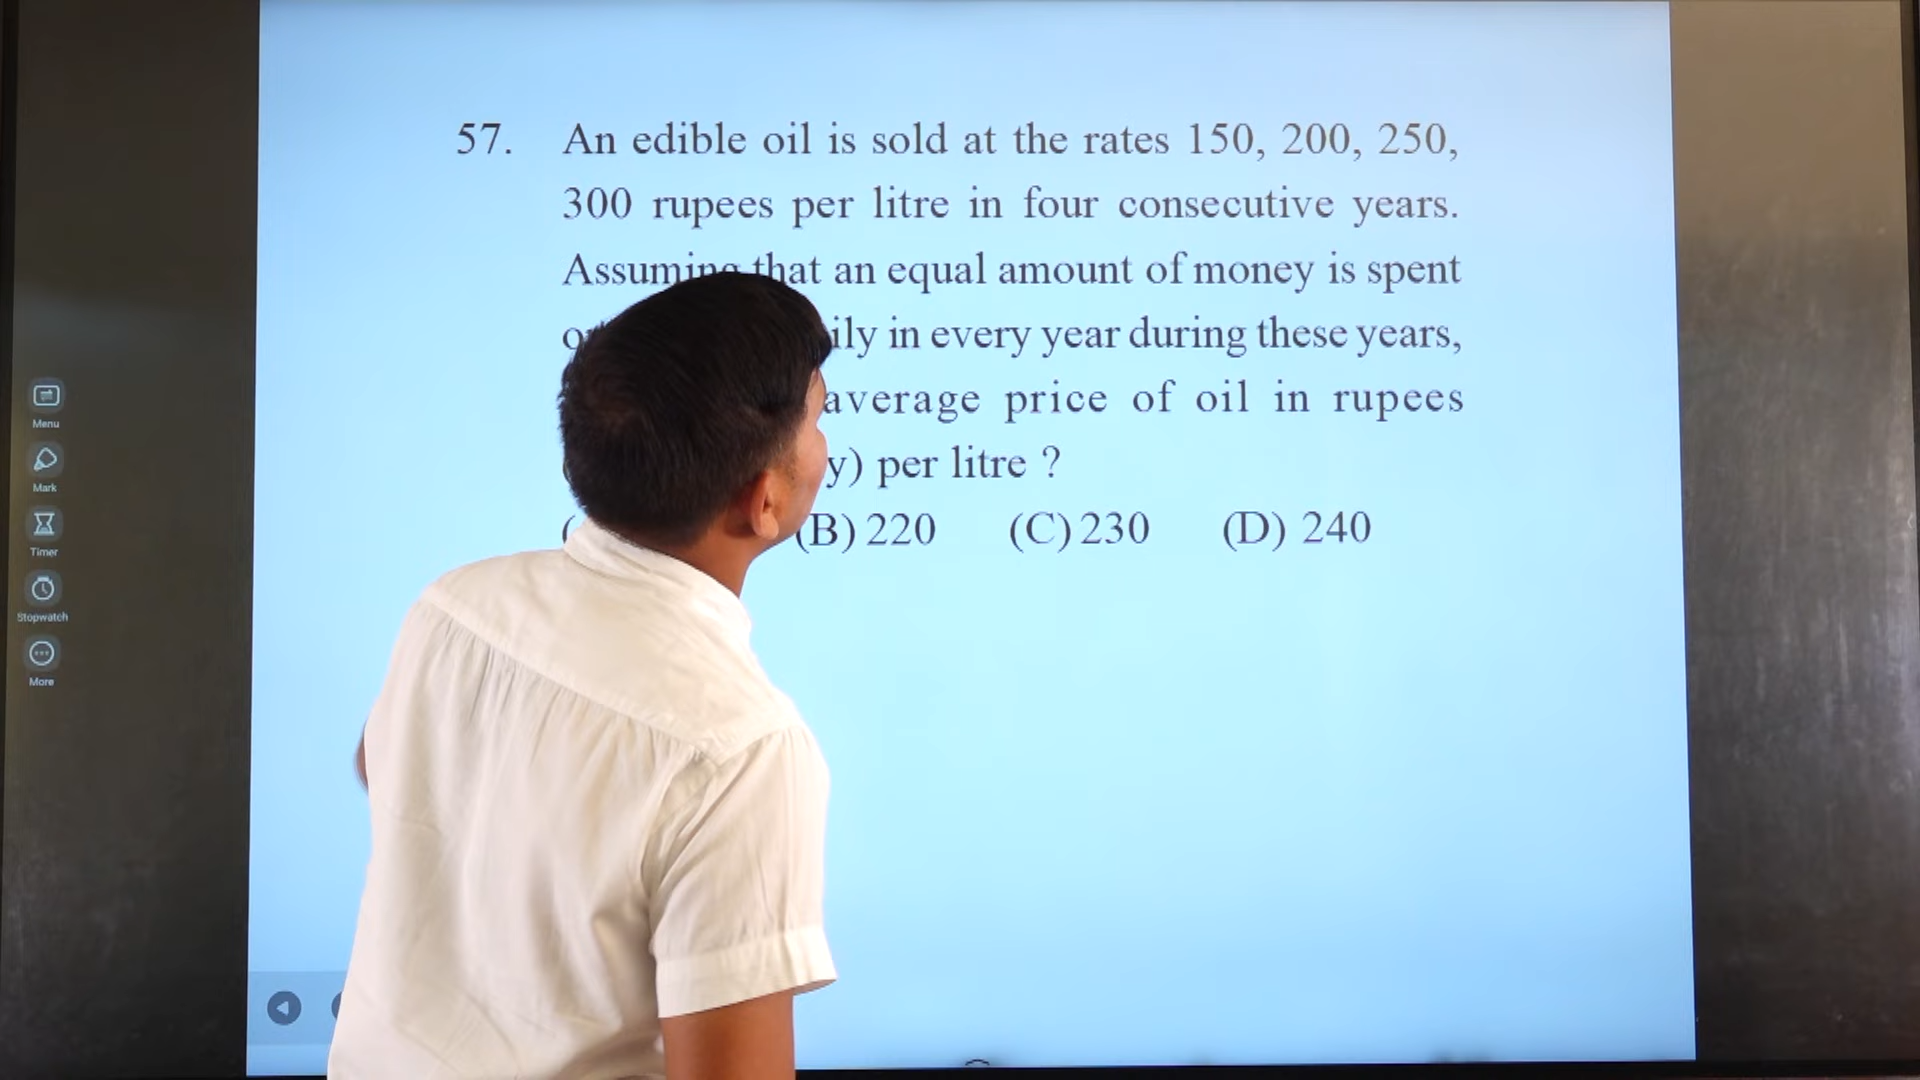 57. An edible oil is sold at the rates 150, 200, 250,
300 rupees per litre in four consecutive years.
Assuming that an equal amount of money is spent
in every year during these years,
average price of oil in rupees
per litre ?
(B) 220 (C) 230 (D) 240
Menu
Mark
Timer
Stopwatch
More